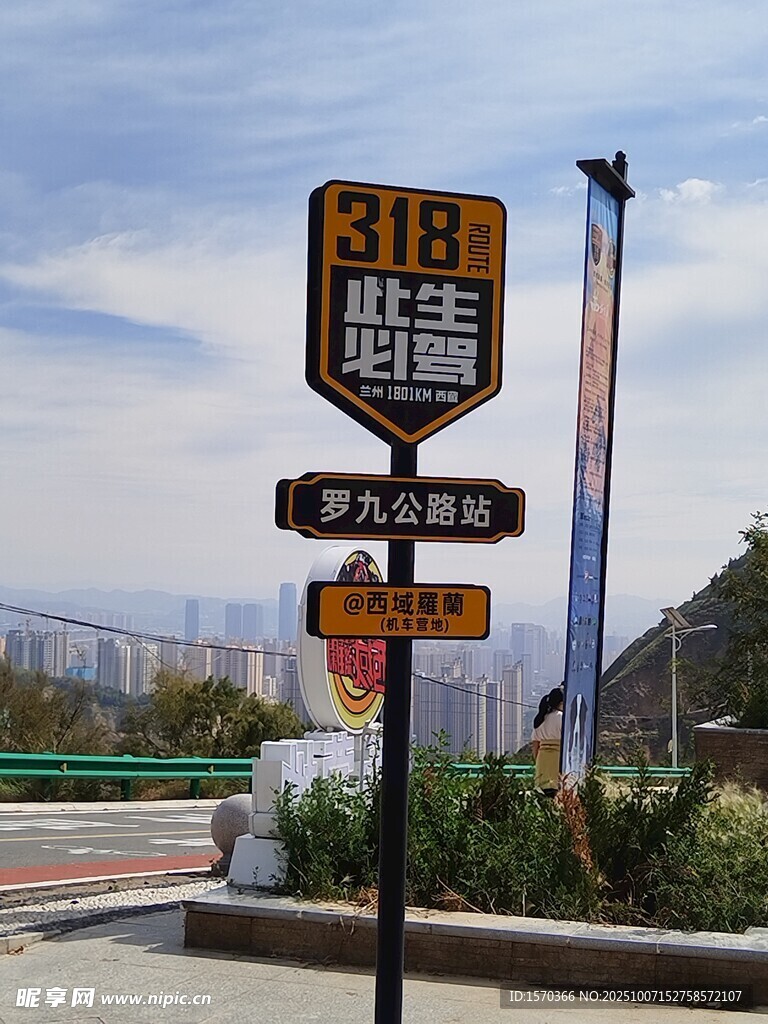 318
ROUTE
此生
必驾
兰州 1801KM 西藏
罗九公路站
@西域羅蘭
(机车营地)
昵享网 www.nipic.cn
ID:1570366 NO:20251007152758572107